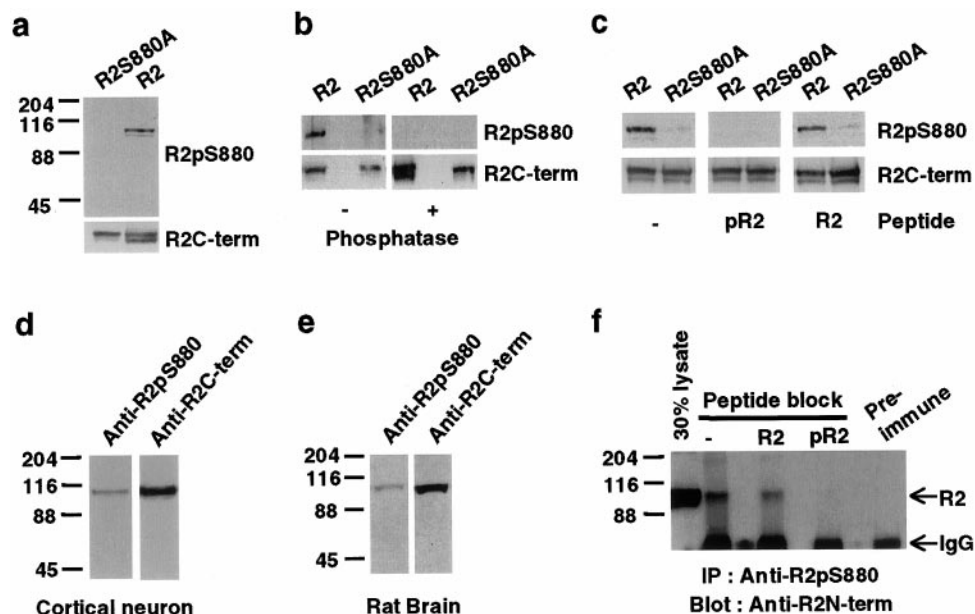 a
R2S880A
R2
204
116
88
45
R2pS880
R2C-term
b
R2
R2S880A
R2
R2S880A
R2pS880
R2C-term
- +
Phosphatase
c
R2
R2S880A
R2
R2S880A
R2
R2S880A
R2pS880
R2C-term
- pR2 R2 Peptide
d
Anti-R2pS880
Anti-R2C-term
204
116
88
45
Cortical neuron
e
Anti-R2pS880
Anti-R2C-term
204
116
88
45
Rat Brain
f
30% lysate
Peptide block
- R2 pR2
Pre-
immune
204
116
88
R2
IgG
IP : Anti-R2pS880
Blot : Anti-R2N-term